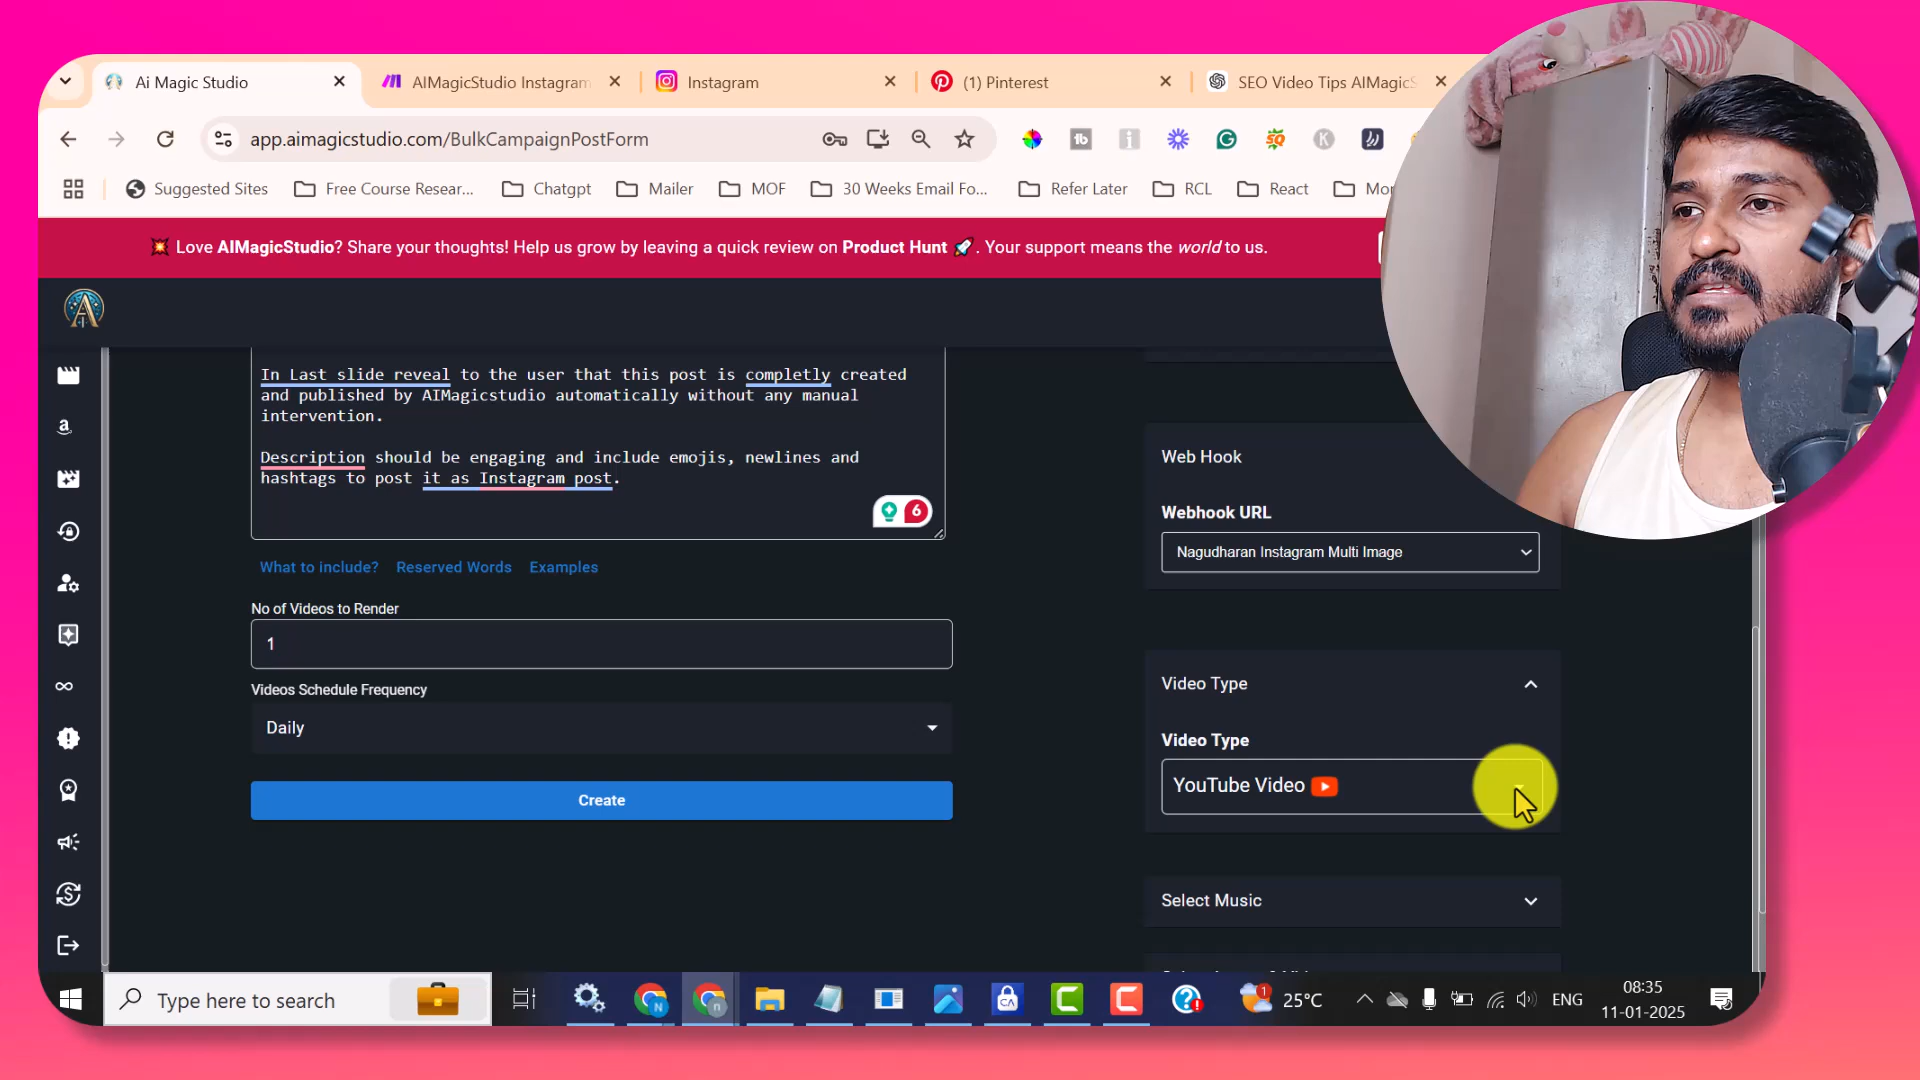 Ai Magic Studio
AIMagicStudio Instagram
Instagram
(1) Pinterest
SEO Video Tips AIMagicS
app.aimagicstudio.com/BulkCampaignPostForm
Suggested Sites
Free Course Resear...
Chatgpt
Mailer
MOF
30 Weeks Email Fo...
Refer Later
RCL
React
Mor
💥 Love AIMagicStudio? Share your thoughts! Help us grow by leaving a quick review on Product Hunt 🚀. Your support means the world to us.
In Last slide reveal to the user that this post is completly created
and published by AIMagicstudio automatically without any manual
intervention.
Description should be engaging and include emojis, newlines and
hashtags to post it as Instagram post.
6
What to include?
Reserved Words
Examples
No of Videos to Render
1
Videos Schedule Frequency
Daily
Create
Web Hook
Webhook URL
Nagudharan Instagram Multi Image
Video Type
Video Type
YouTube Video
Select Music
Type here to search
25°C
ENG
08:35
11-01-2025